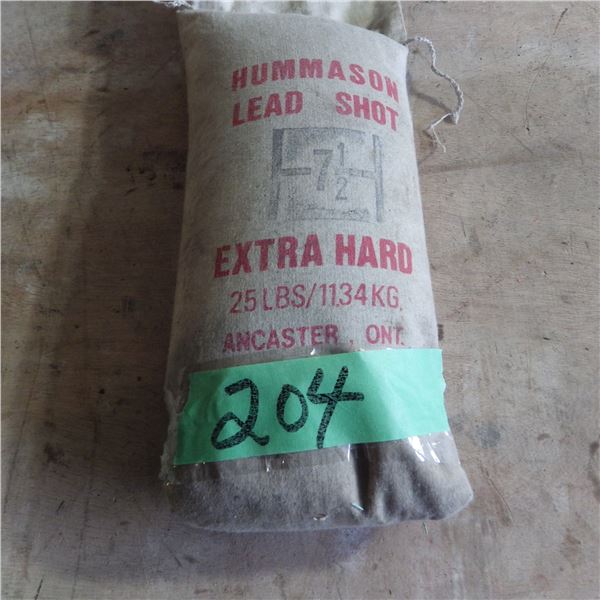 HUMMASON
LEAD SHOT
7 1/2
EXTRA HARD
25 LBS/11.34 KG.
ANCASTER, ONT.
204